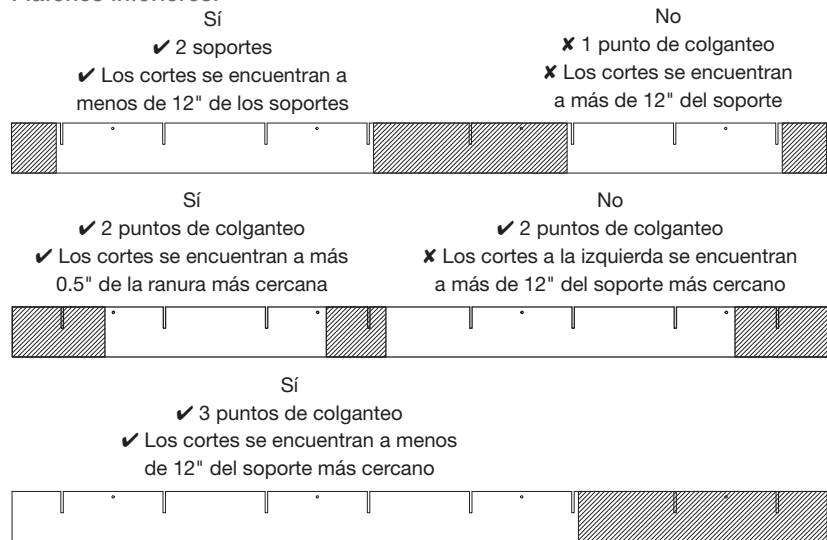 Sí
✔ 2 soportes
✔ Los cortes se encuentran a
menos de 12" de los soportes
No
✘ 1 punto de colganteo
✘ Los cortes se encuentran
a más de 12" del soporte
Sí
✔ 2 puntos de colganteo
✔ Los cortes se encuentran a más
0.5" de la ranura más cercana
No
✔ 2 puntos de colganteo
✘ Los cortes a la izquierda se encuentran
a más de 12" del soporte más cercano
Sí
✔ 3 puntos de colganteo
✔ Los cortes se encuentran a menos
de 12" del soporte más cercano